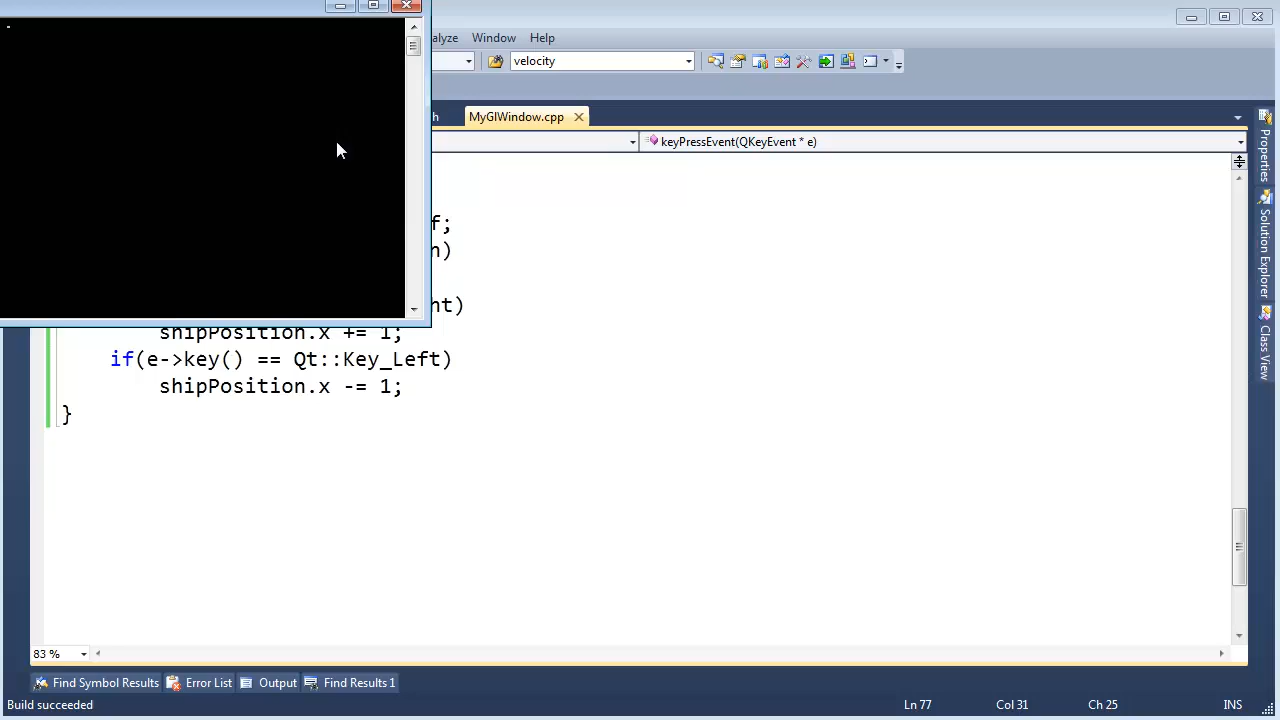 alyze Window Help
velocity
h MyGlWindow.cpp
keyPressEvent(QKeyEvent * e)
f;
n)
ht)
shipPosition.x += 1;
if(e->key() == Qt::Key_Left)
shipPosition.x -= 1;
}
83 %
Find Symbol Results Error List Output Find Results 1
Build succeeded Ln 77 Col 31 Ch 25 INS
Properties
Solution Explorer
Class View